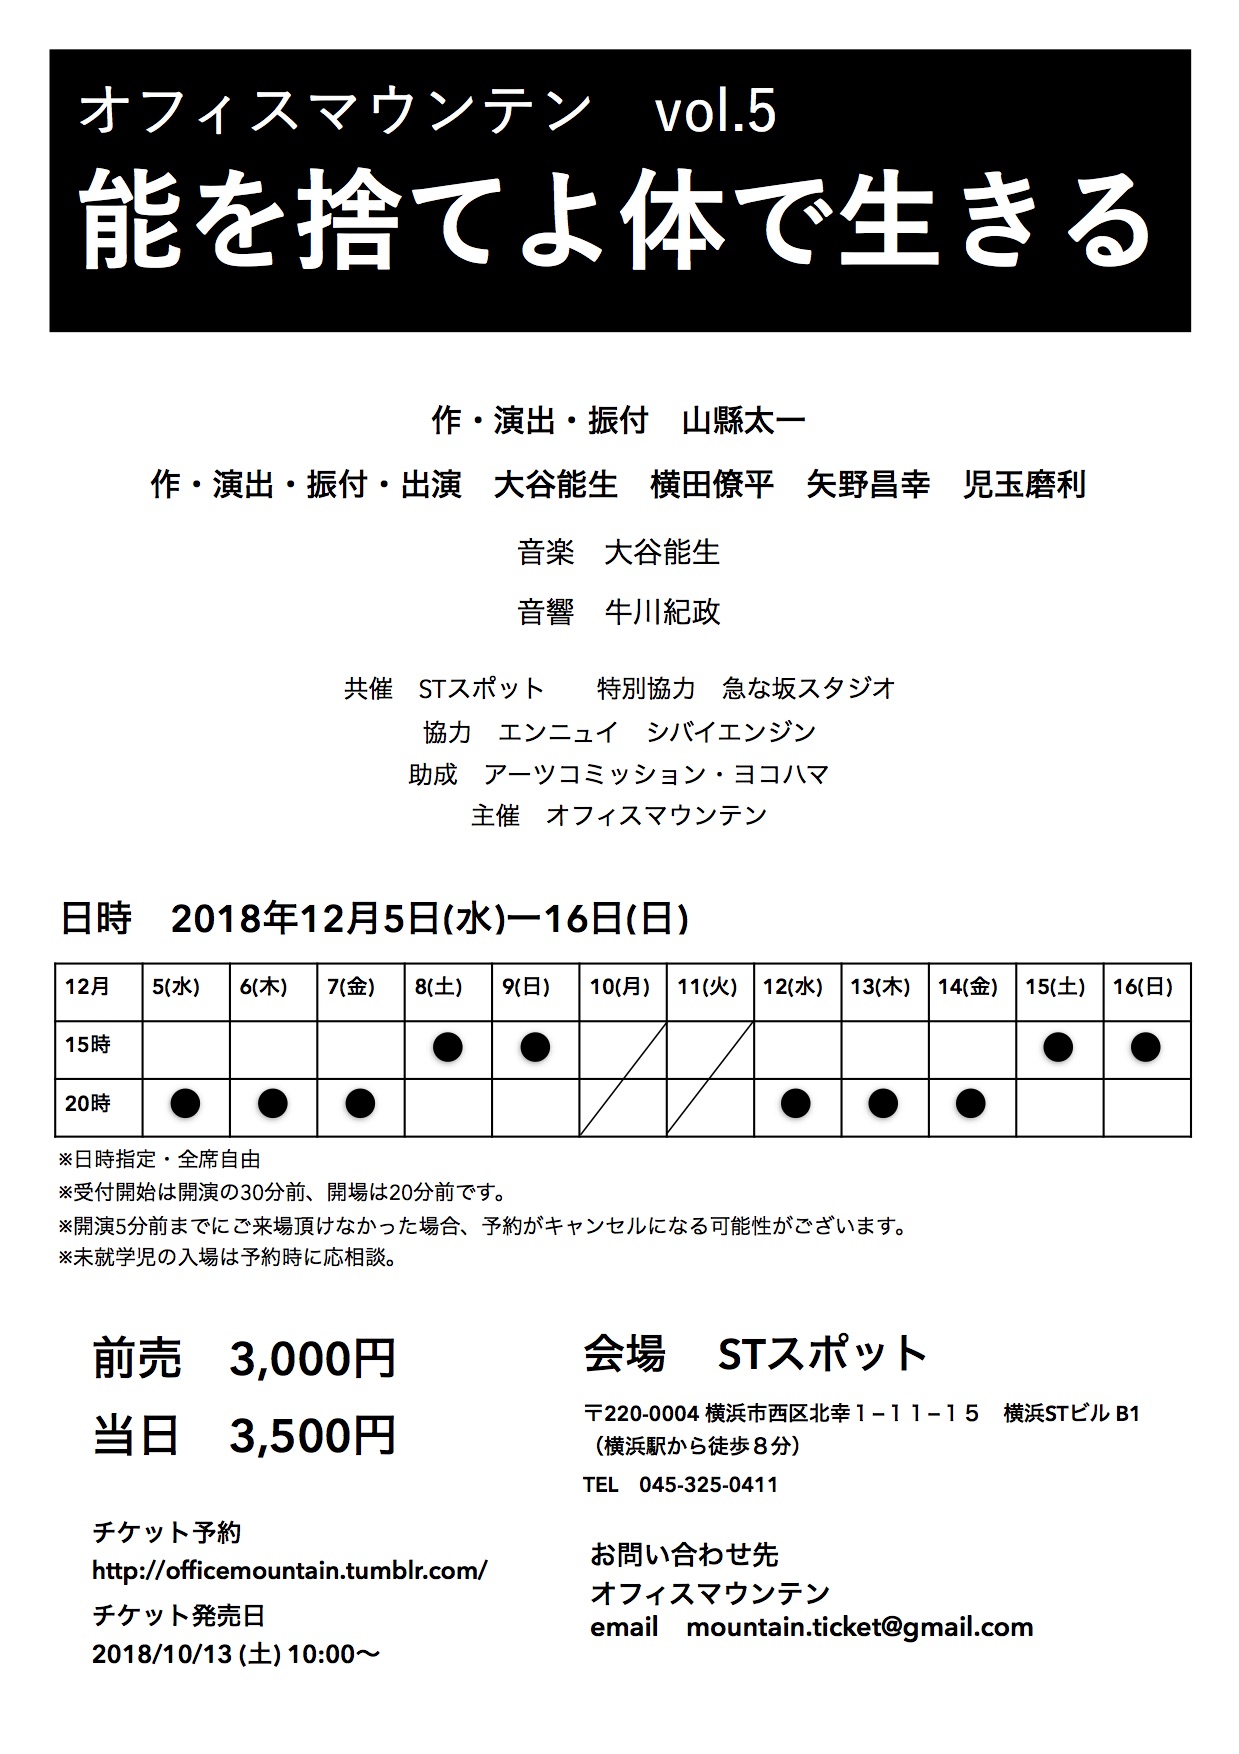 オフィスマウンテン　vol.5
能を捨てよ体で生きる
作・演出・振付　山縣太一
作・演出・振付・出演　大谷能生　横田僚平　矢野昌幸　児玉磨利
音楽　大谷能生
音響　牛川紀政
共催　STスポット　　特別協力　急な坂スタジオ
協力　エンニュイ　シバイエンジン
助成　アーツコミッション・ヨコハマ
主催　オフィスマウンテン
日時　2018年12月5日(水)ー16日(日)
12月 5(水) 6(木) 7(金) 8(土) 9(日) 10(月) 11(火) 12(水) 13(木) 14(金) 15(土) 16(日)
15時 ● ● ● ●
20時 ● ● ● ● ● ●
※日時指定・全席自由
※受付開始は開演の30分前、開場は20分前です。
※開演5分前までにご来場頂けなかった場合、予約がキャンセルになる可能性がございます。
※未就学児の入場は予約時に応相談。
前売　3,000円
当日　3,500円
チケット予約
http://officemountain.tumblr.com/
チケット発売日
2018/10/13 (土) 10:00〜
会場　STスポット
〒220-0004 横浜市西区北幸１−１１−１５　横浜STビル B1
（横浜駅から徒歩８分）
TEL　045-325-0411
お問い合わせ先
オフィスマウンテン
email　mountain.ticket@gmail.com